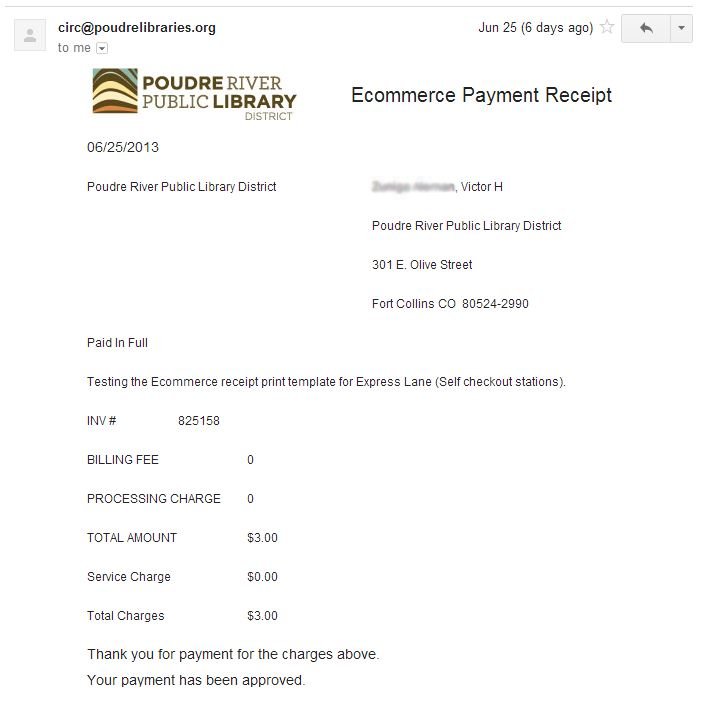 circ@poudrelibraries.org
Jun 25 (6 days ago)
to me
POUDRE RIVER
PUBLIC LIBRARY
DISTRICT
Ecommerce Payment Receipt
06/25/2013
Poudre River Public Library District
, Victor H
Poudre River Public Library District
301 E. Olive Street
Fort Collins CO 80524-2990
Paid In Full
Testing the Ecommerce receipt print template for Express Lane (Self checkout stations).
INV # 825158
BILLING FEE 0
PROCESSING CHARGE 0
TOTAL AMOUNT $3.00
Service Charge $0.00
Total Charges $3.00
Thank you for payment for the charges above.
Your payment has been approved.